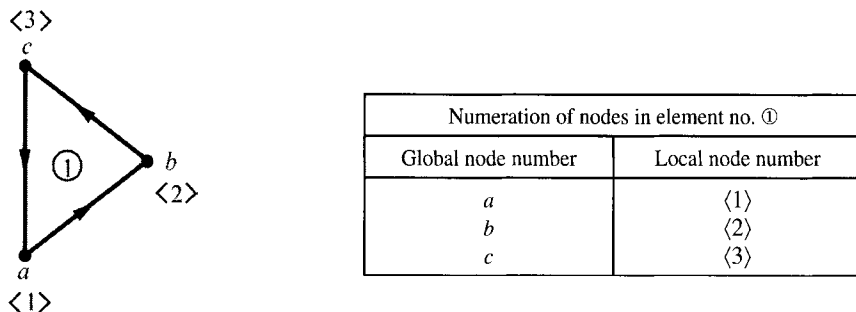 <3>
c
①
b
<2>
a
<1>
Numeration of nodes in element no. ①
Global node number Local node number
a ⟨1⟩
b ⟨2⟩
c ⟨3⟩